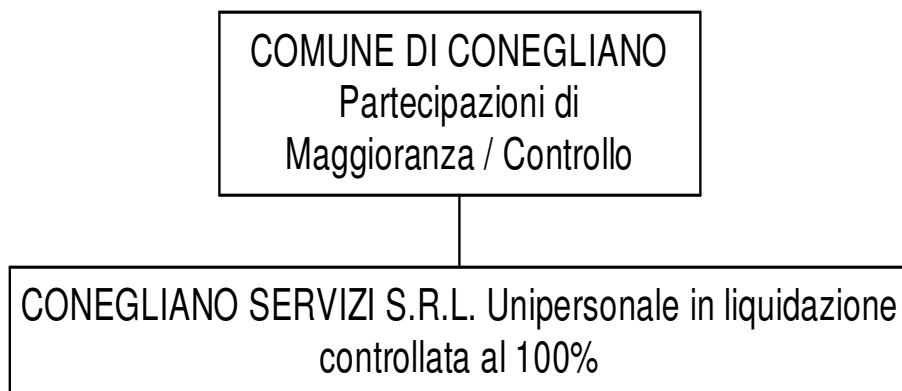 COMUNE DI CONEGLIANO
Partecipazioni di
Maggioranza / Controllo
CONEGLIANO SERVIZI S.R.L. Unipersonale in liquidazione
controllata al 100%